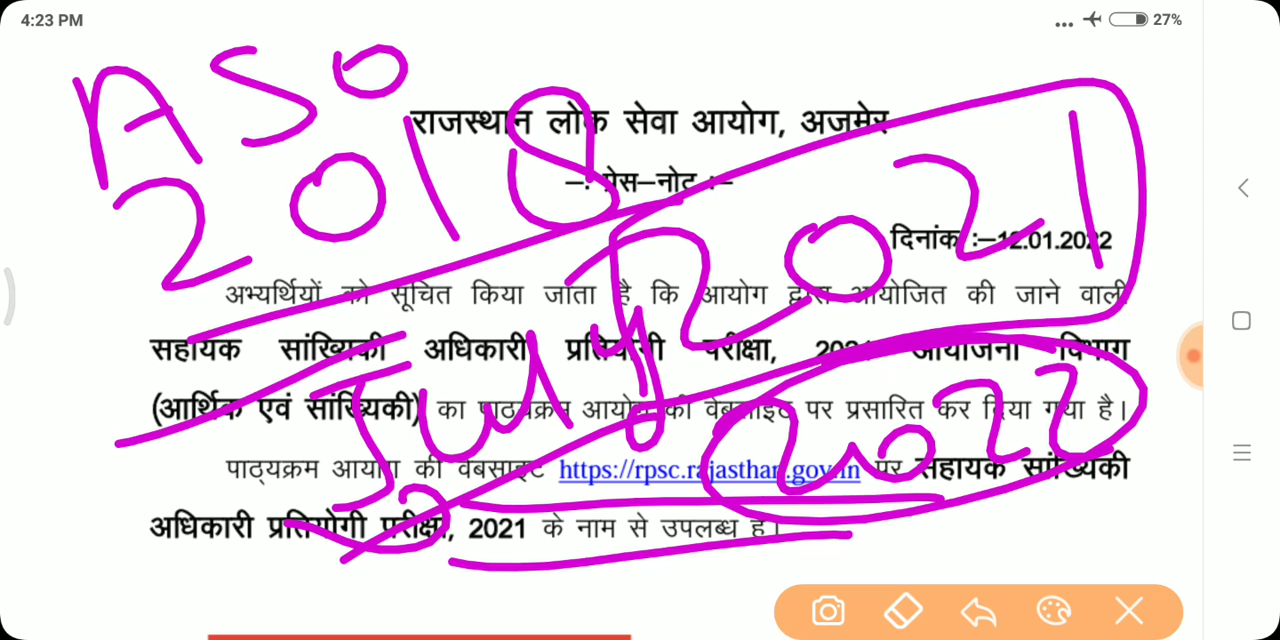 4:23 PM
27%
ASO
2018
राजस्थान लोक सेवा आयोग, अजमेर
–: प्रेस–नोट :–
2021
दिनांक :–12.01.2022
अभ्यर्थियों को सूचित किया जाता है कि आयोग द्वारा आयोजित की जाने वाली
सहायक सांख्यिकी अधिकारी प्रतियोगी परीक्षा, 2021 आयोजना विभाग
(आर्थिक एवं सांख्यिकी) का पाठ्यक्रम आयोग की वेबसाइट पर प्रसारित कर दिया गया है।
July 2022
पाठ्यक्रम आयोग की वेबसाइट https://rpsc.rajasthan.gov.in पर सहायक सांख्यिकी
अधिकारी प्रतियोगी परीक्षा, 2021 के नाम से उपलब्ध है।